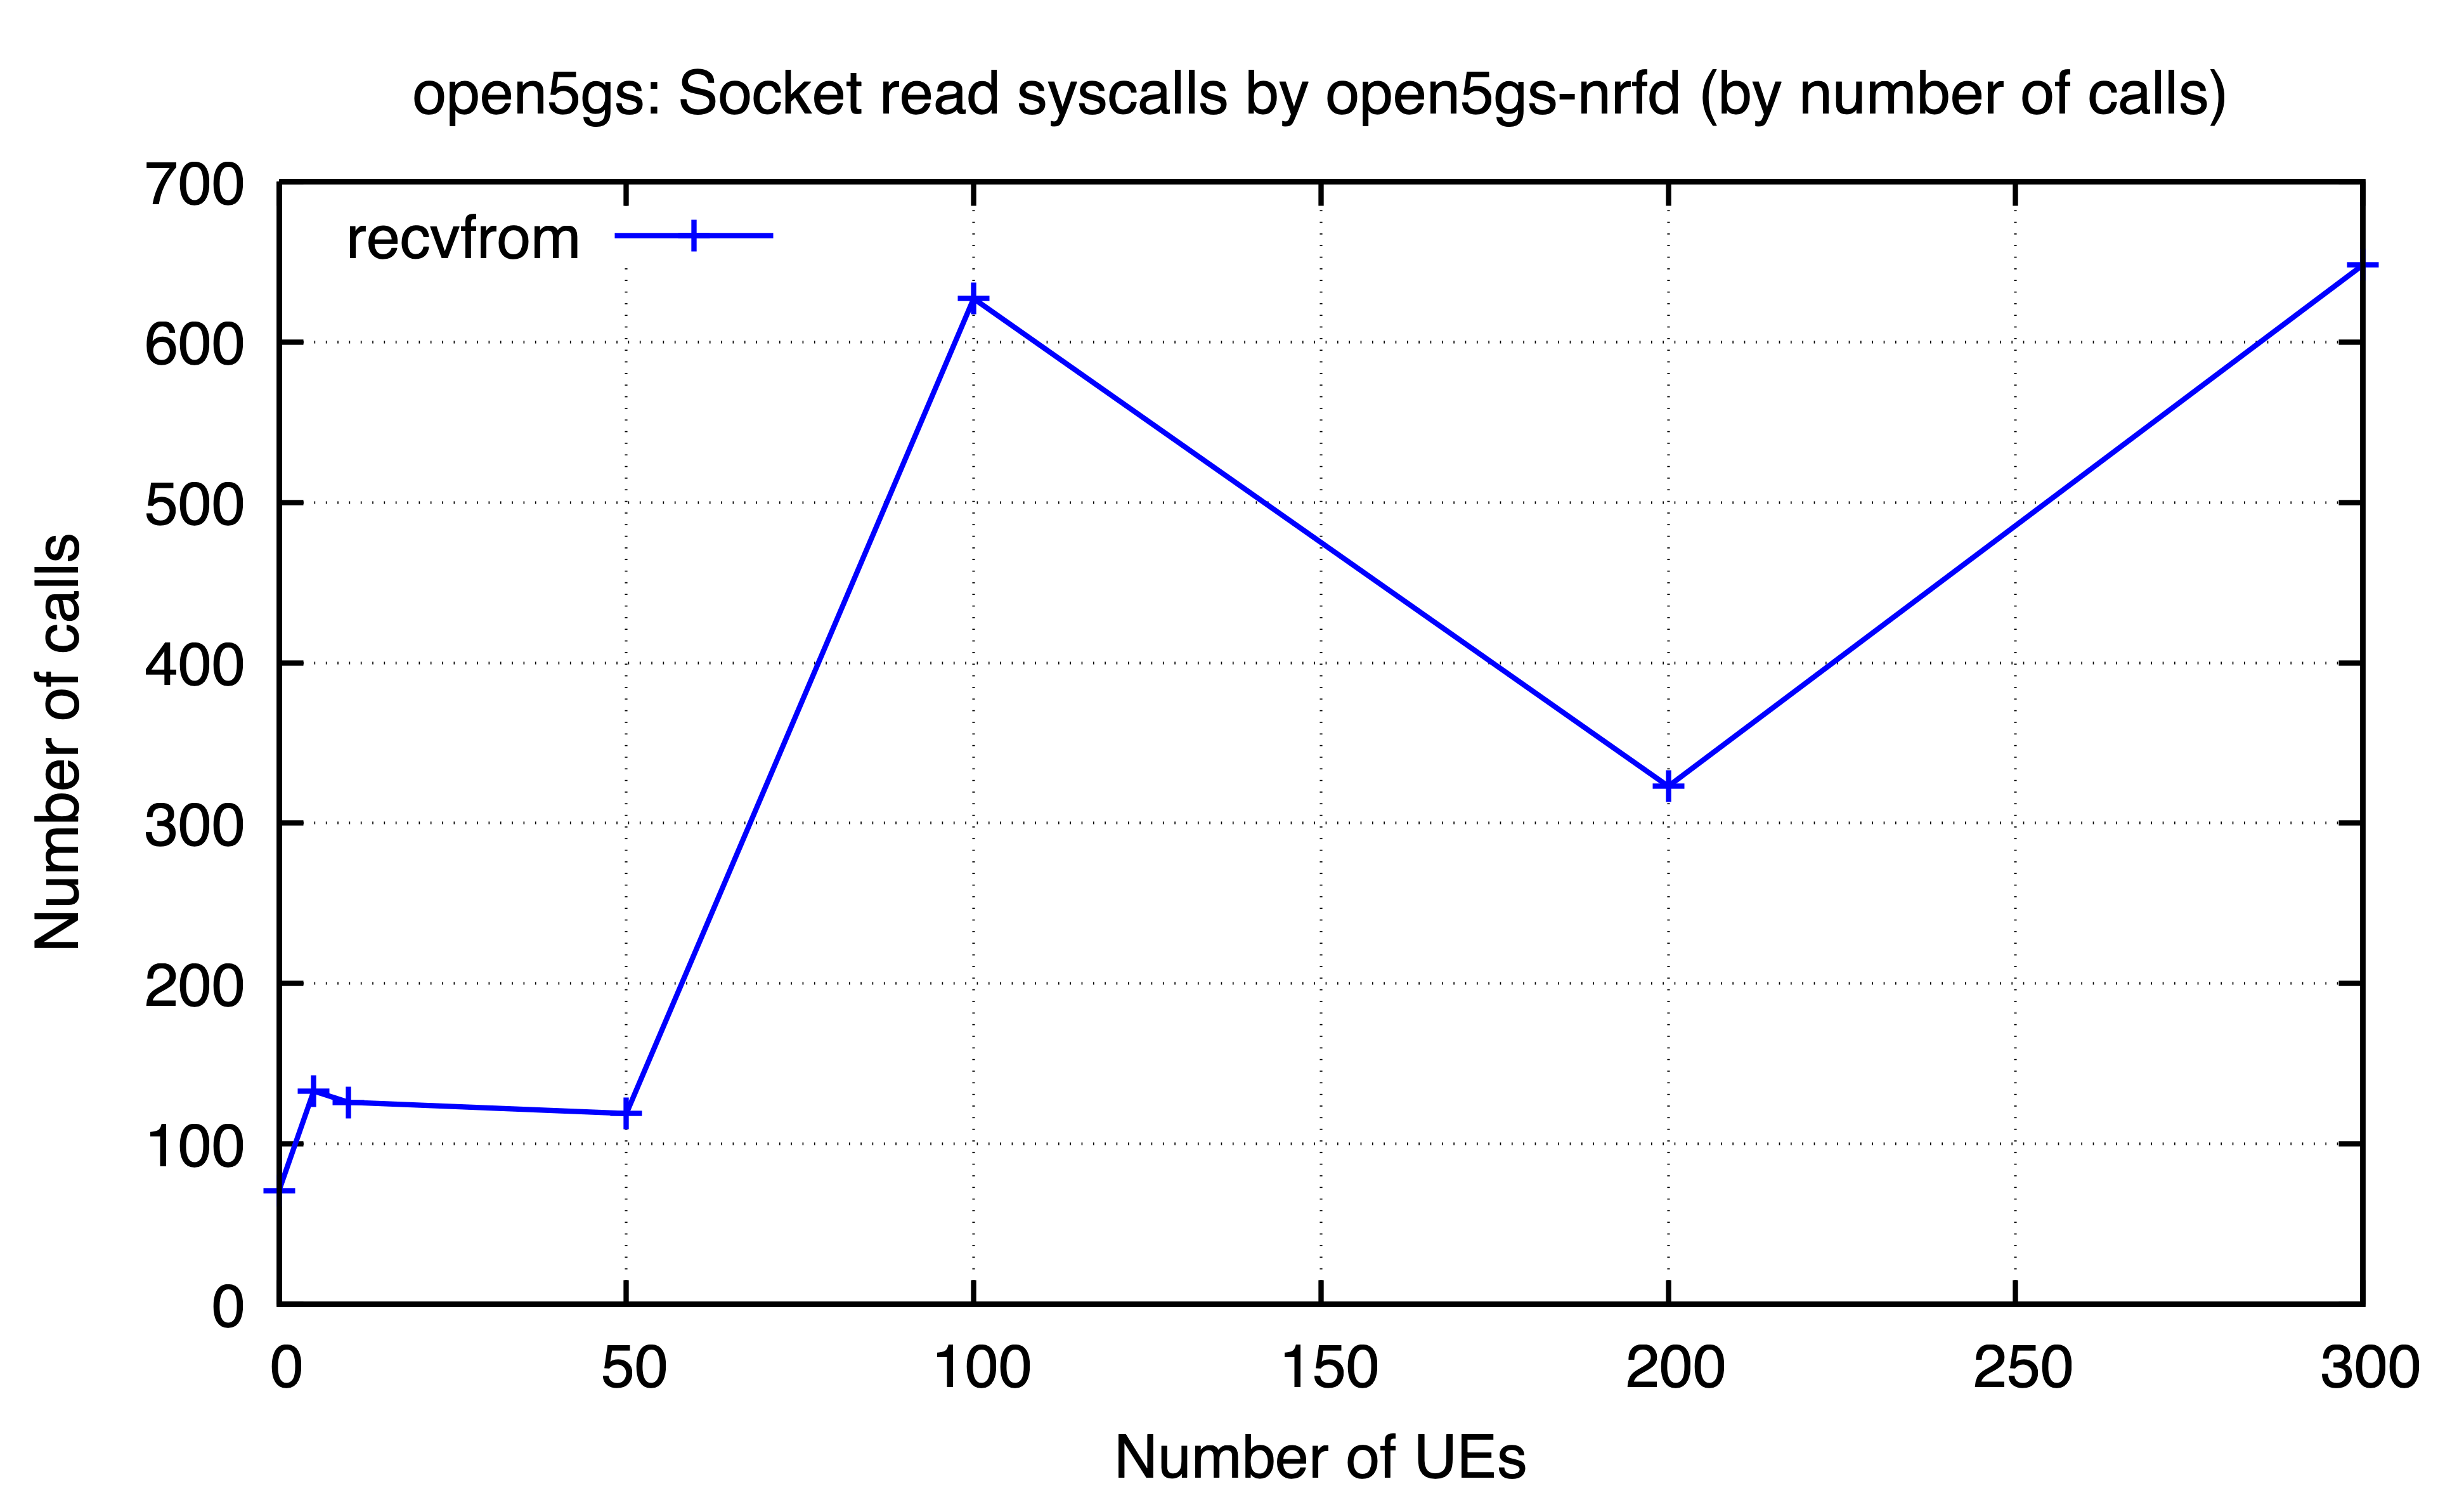 open5gs: Socket read syscalls by open5gs-nrfd (by number of calls)
700
recvfrom
600
500
400
300
200
100
0
Number of calls
0 50 100 150 200 250 300
Number of UEs